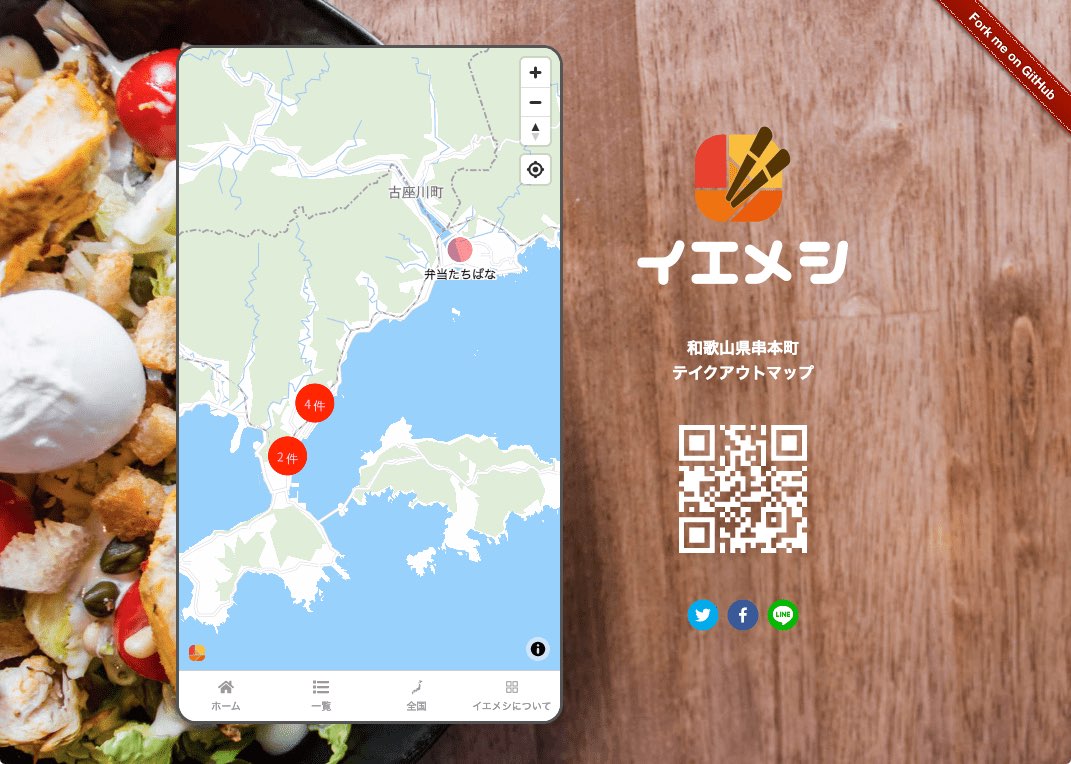 Fork me on GitHub
古座川町
弁当たちばな
4 件
2 件
ホーム
一覧
全国
イエメシについて
イエメシ
和歌山県串本町
テイクアウトマップ
LINE